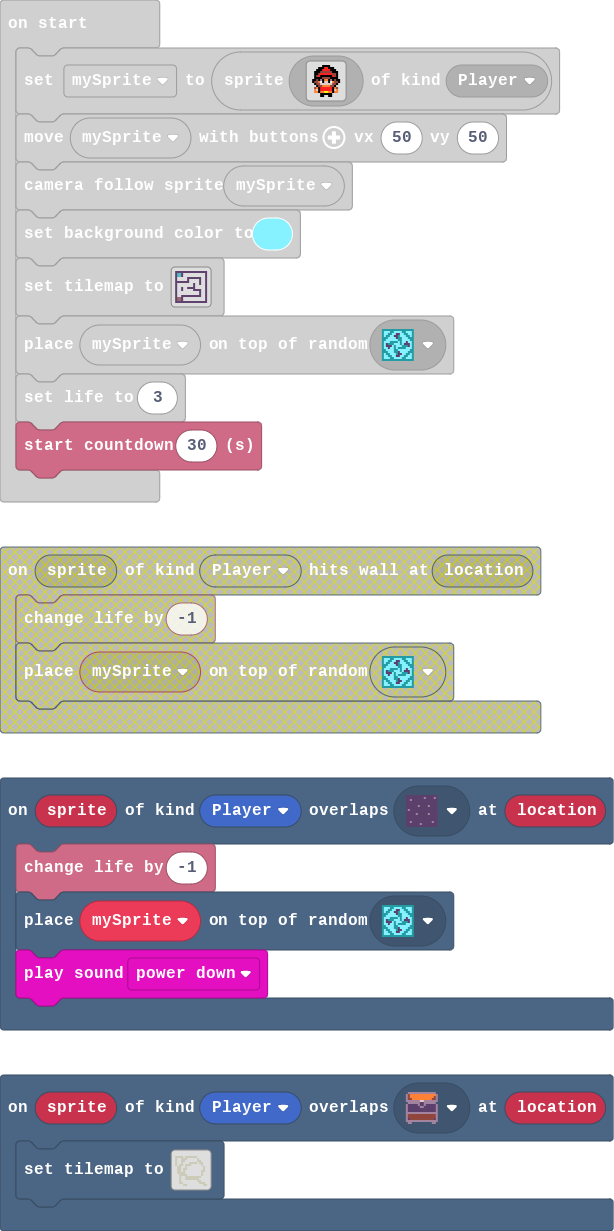 on start
set mySprite to sprite of kind Player
move mySprite with buttons vx 50 vy 50
camera follow sprite mySprite
set background color to
set tilemap to
place mySprite on top of random
set life to 3
start countdown 30 (s)
on sprite of kind Player hits wall at location
change life by -1
place mySprite on top of random
on sprite of kind Player overlaps at location
change life by -1
place mySprite on top of random
play sound power down
on sprite of kind Player overlaps at location
set tilemap to